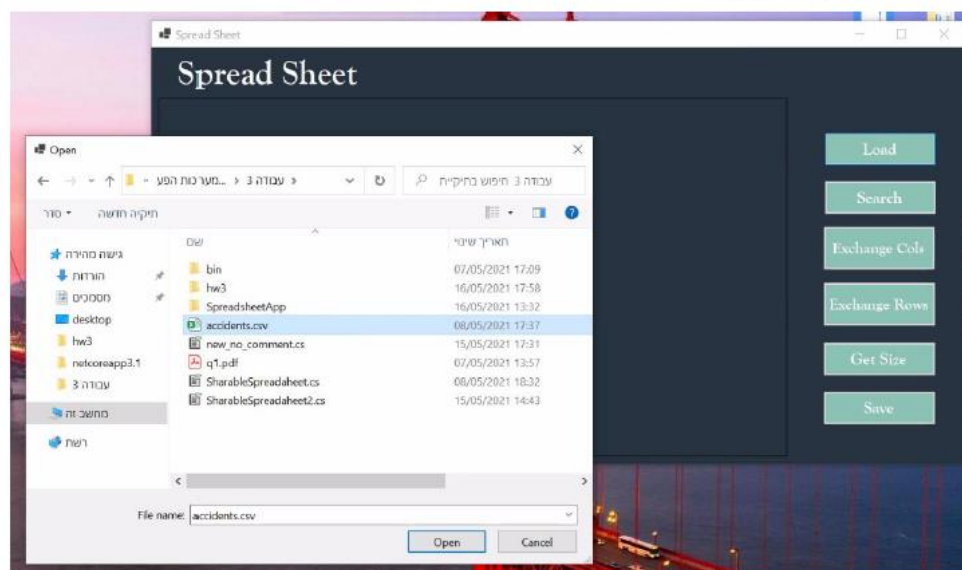 Spread Sheet
Spread Sheet
Load
Search
Exchange Cols
Exchange Rows
Get Size
Save
Open
מערכות הפע... › עבודה 3 ›
עבודה 3 חיפוש בתיקיית
סדר תיקיה חדשה
שם תאריך שינוי
גישה מהירה
הורדות
מסמכים
desktop
hw3
netcoreapp3.1
עבודה 3
מחשב זה
רשת
bin 07/05/2021 17:09
hw3 16/05/2021 17:58
SpreadsheetApp 16/05/2021 13:32
accidents.csv 08/05/2021 17:37
new_no_comment.cs 15/05/2021 17:31
q1.pdf 07/05/2021 13:57
SharableSpreadaheet.cs 08/05/2021 18:32
SharableSpreadaheet2.cs 15/05/2021 14:43
File name: accidents.csv
Open Cancel